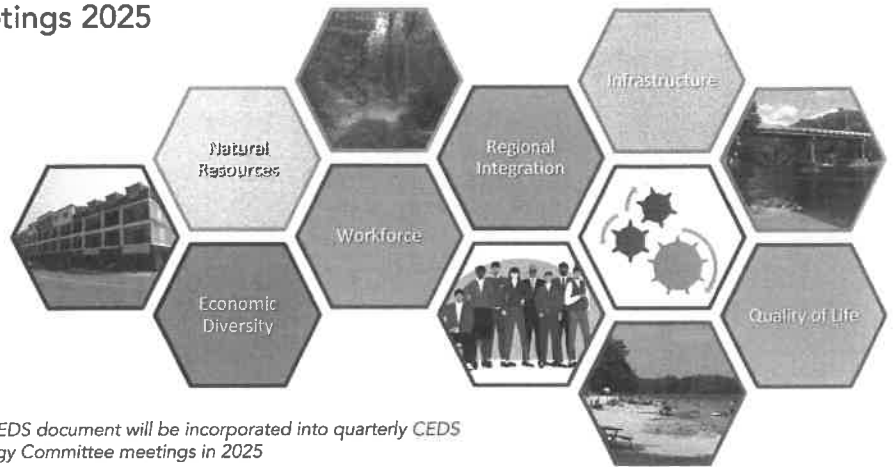 etings 2025
Infrastructure
Natural
Resources
Regional
Integration
Workforce
Economic
Diversity
Quality of Life
EDS document will be incorporated into quarterly CEDS
gy Committee meetings in 2025